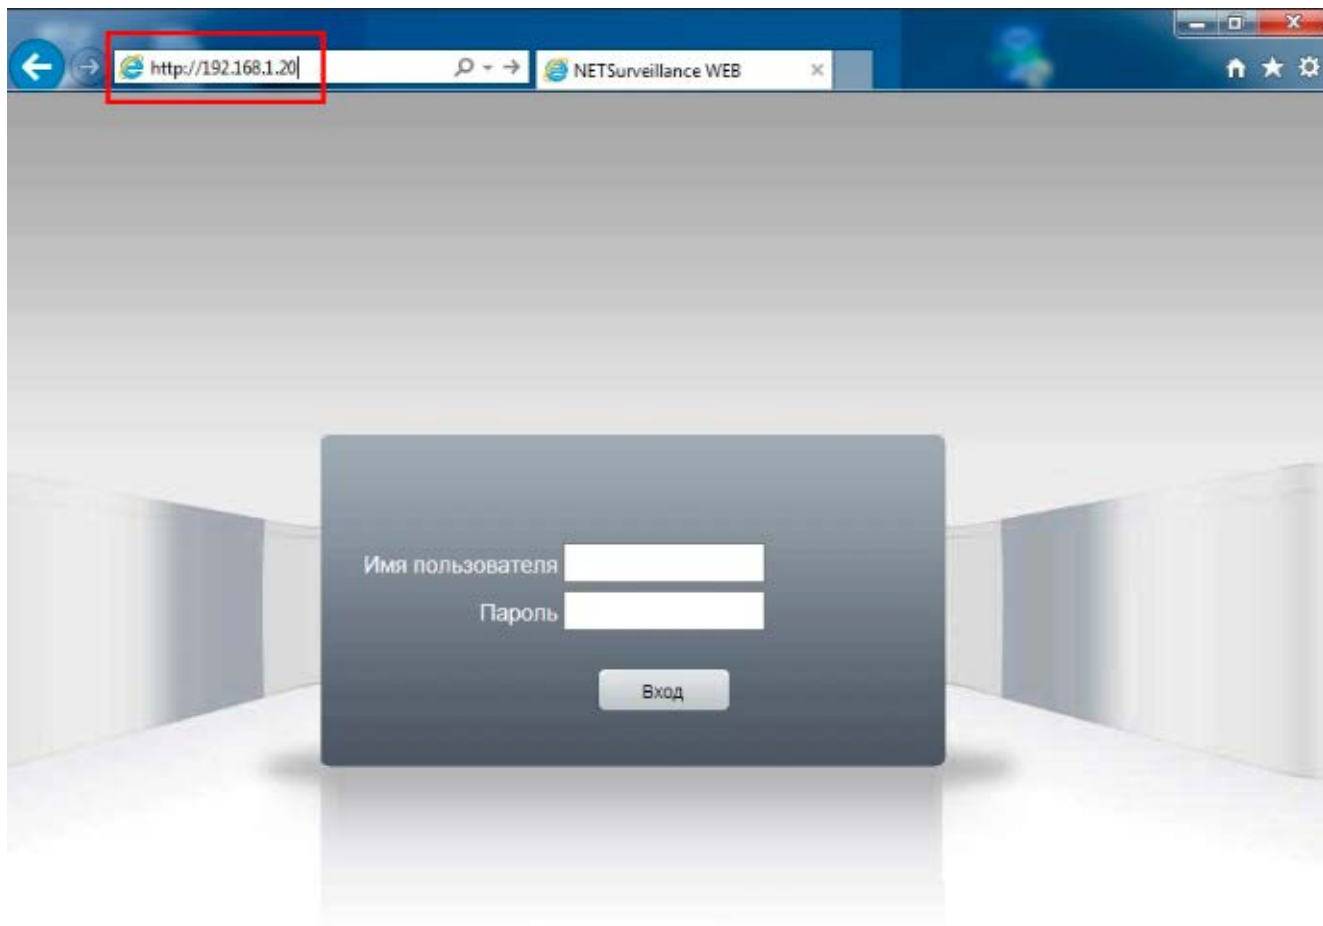 http://192.168.1.20
NETSurveillance WEB
Имя пользователя
Пароль
Вход